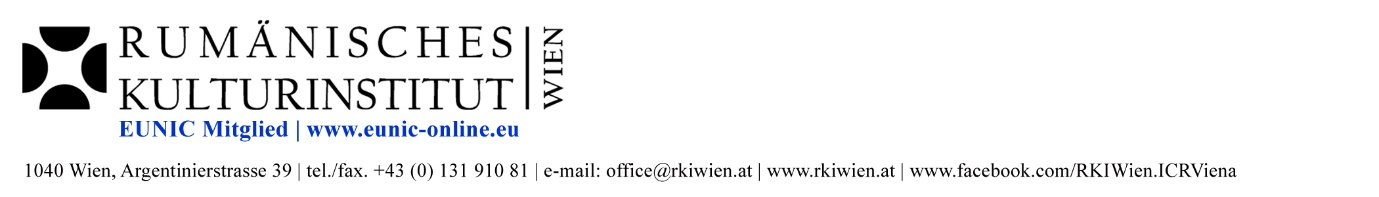 RUMÄNISCHES
KULTURINSTITUT
WIEN
EUNIC Mitglied | www.eunic-online.eu
1040 Wien, Argentinierstrasse 39 | tel./fax. +43 (0) 131 910 81 | e-mail: office@rkiwien.at | www.rkiwien.at | www.facebook.com/RKIWien.ICRViena